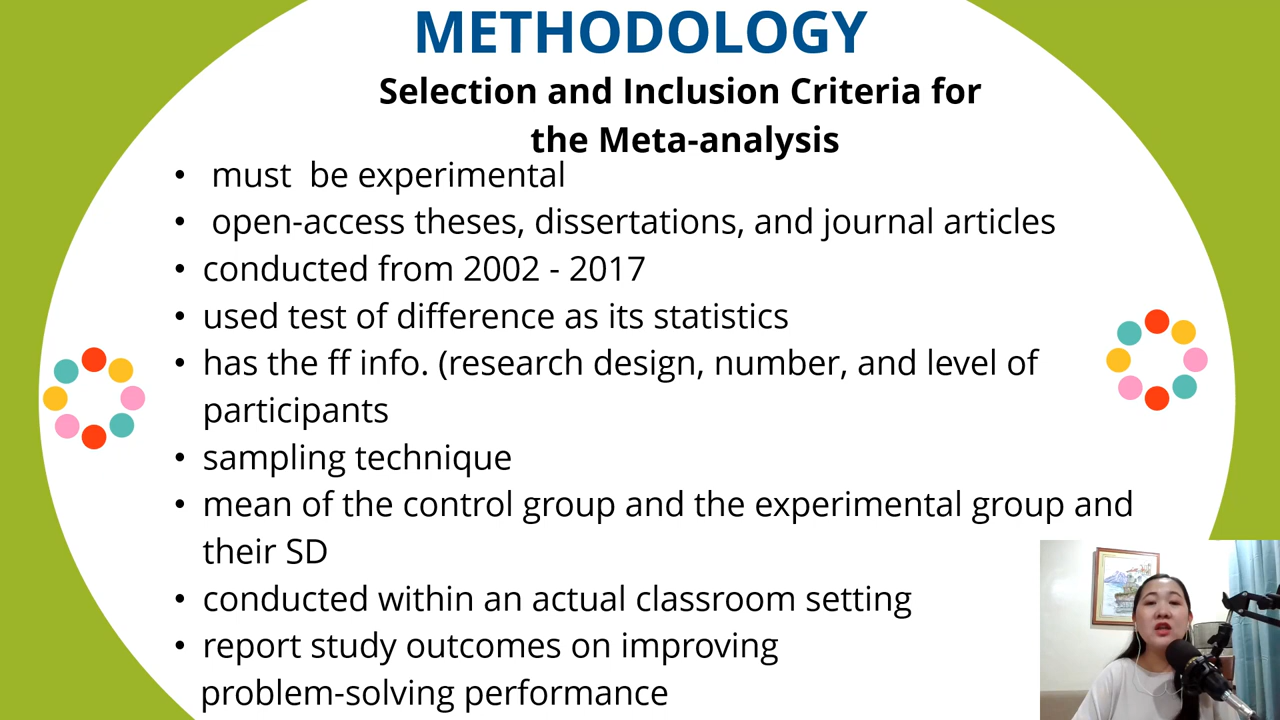 METHODOLOGY
Selection and Inclusion Criteria for
the Meta-analysis
• must be experimental
• open-access theses, dissertations, and journal articles
• conducted from 2002 - 2017
• used test of difference as its statistics
• has the ff info. (research design, number, and level of
participants
• sampling technique
• mean of the control group and the experimental group and
their SD
• conducted within an actual classroom setting
• report study outcomes on improving
problem-solving performance